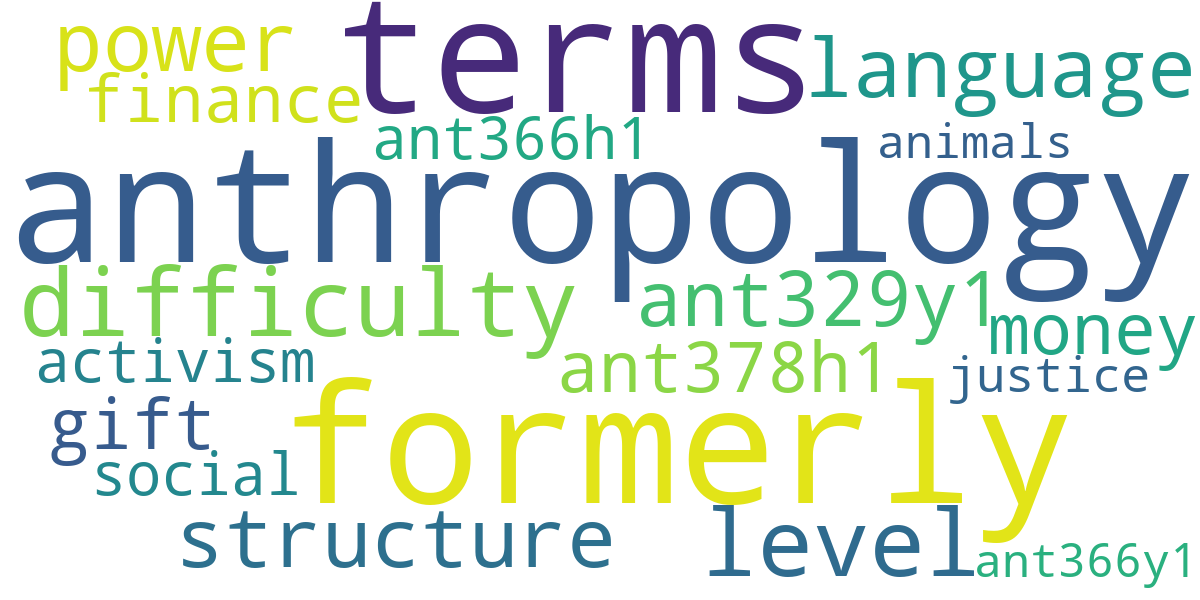 power terms language
finance
ant366h1 animals
anthropology
difficulty ant329y1
money
activism ant378h1 justice
gift formerly
social
structure level
ant366y1